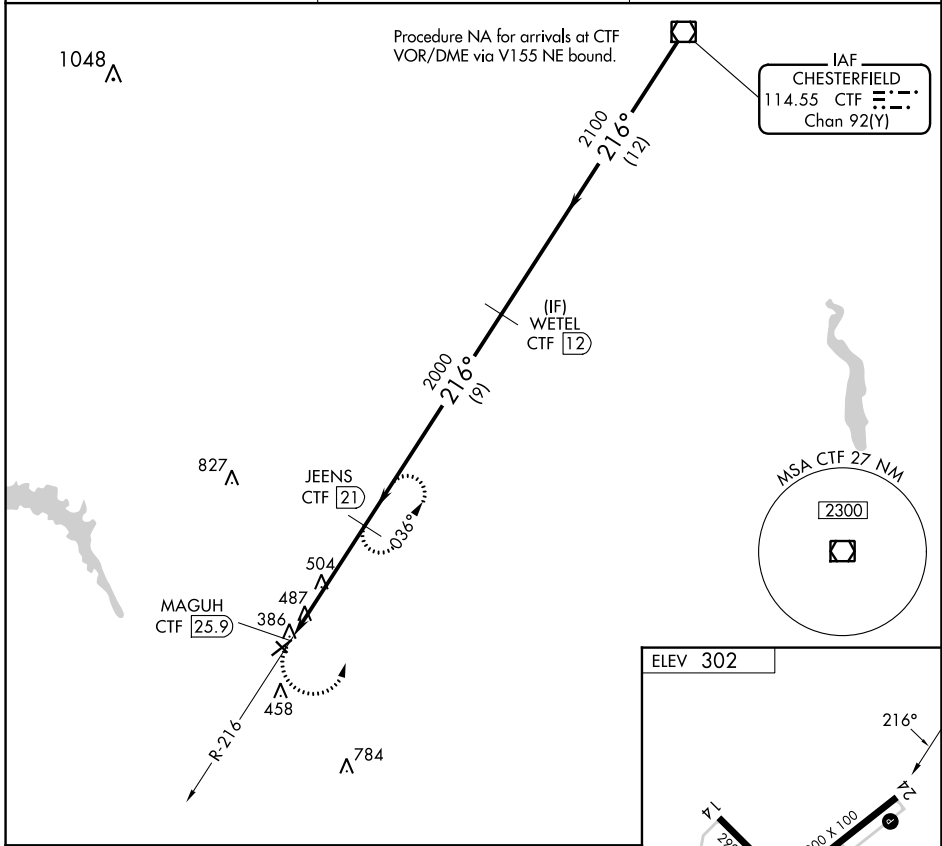 Procedure NA for arrivals at CTF
VOR/DME via V155 NE bound.
1048
IAF
CHESTERFIELD
114.55 CTF
Chan 92(Y)
2100
216°
(12)
(IF)
WETEL
CTF 12
2000
216°
(9)
827
JEENS
CTF 21
036°
504
487
386
MAGUH
CTF 25.9
458
R-216
784
MSA CTF 27 NM
2300
ELEV 302
216°
24
14
P